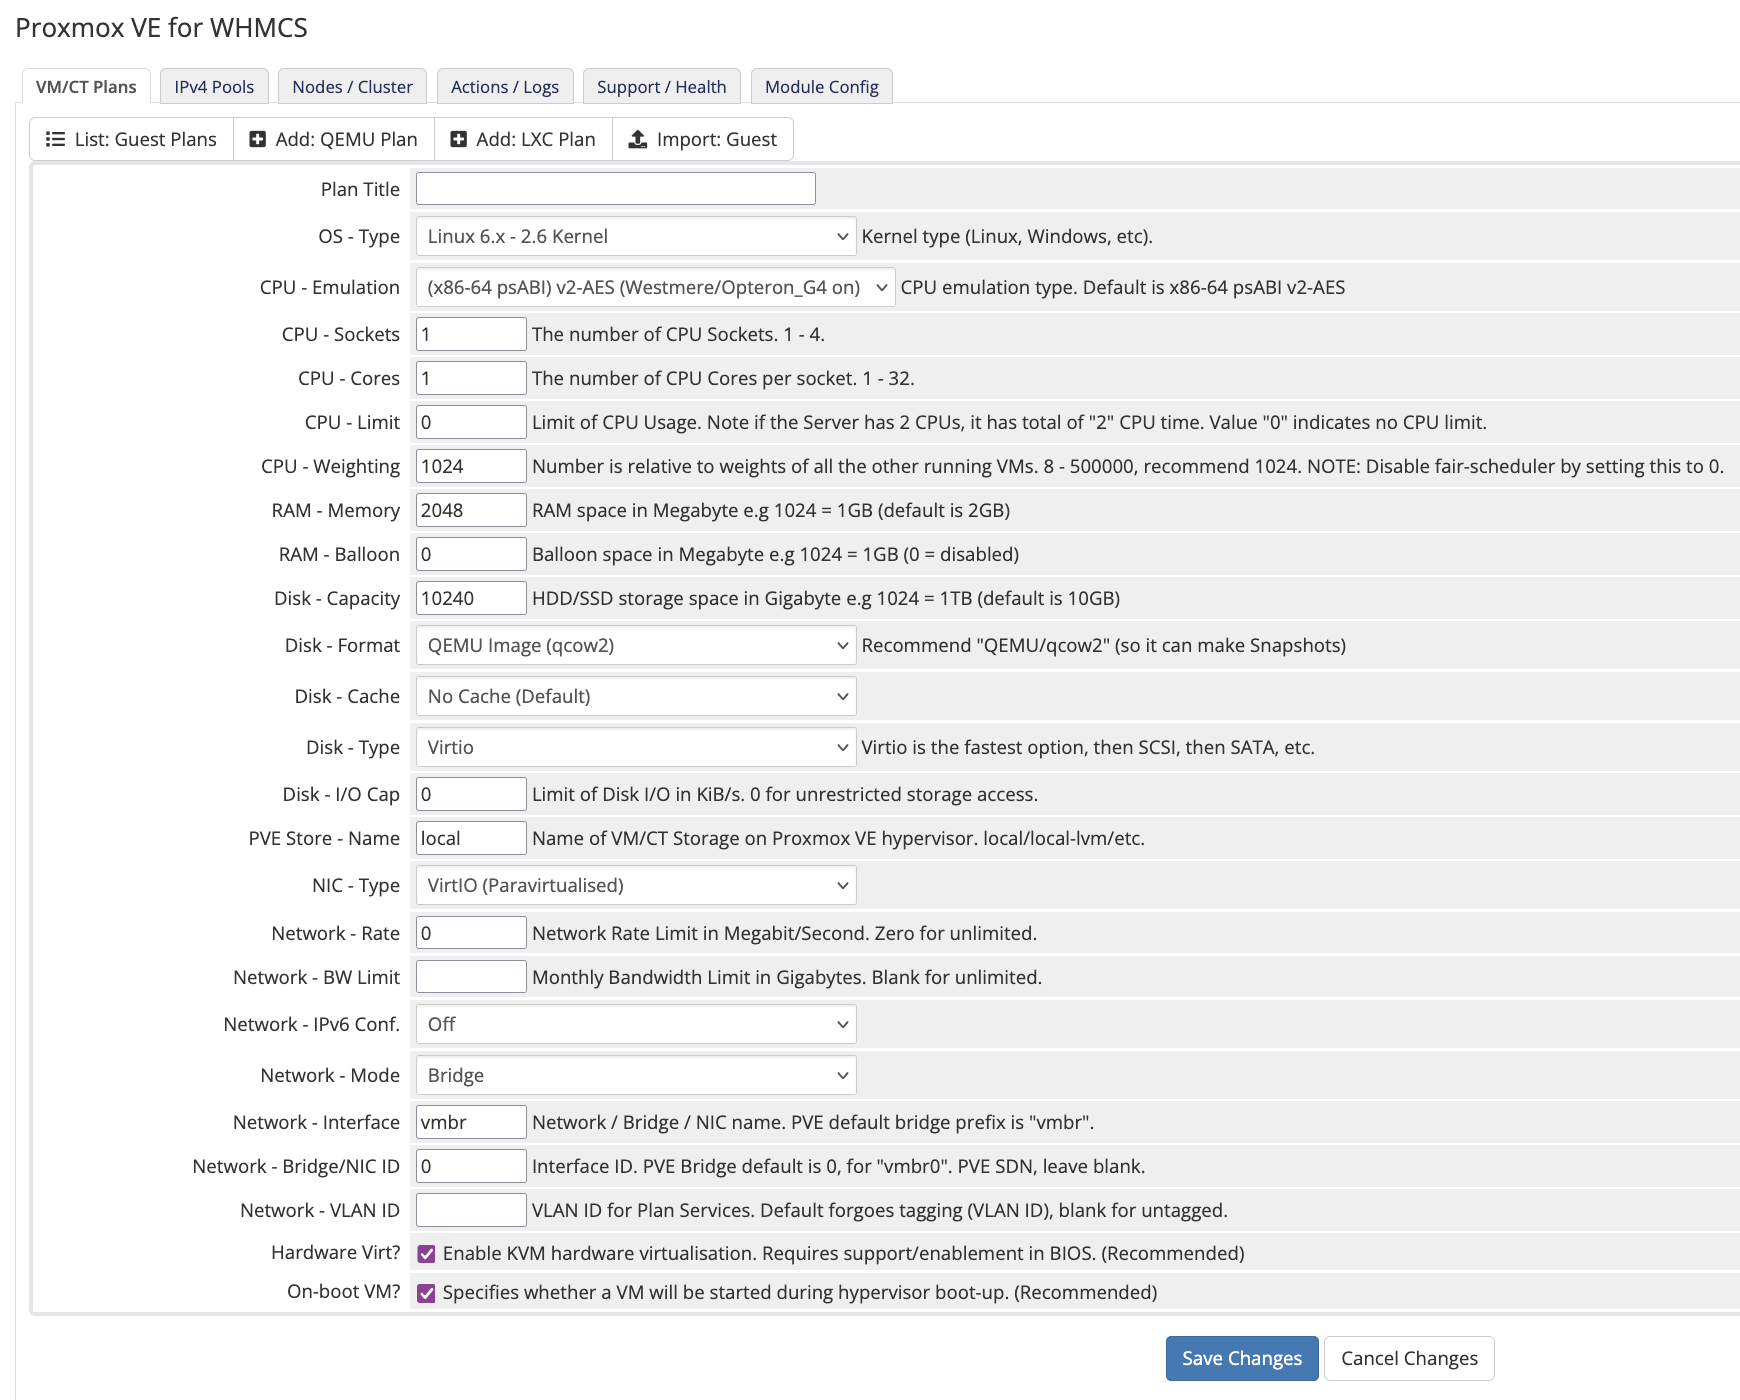 Proxmox VE for WHMCS
VM/CT Plans IPv4 Pools Nodes / Cluster Actions / Logs Support / Health Module Config
List: Guest Plans Add: QEMU Plan Add: LXC Plan Import: Guest
Plan Title
OS - Type Linux 6.x - 2.6 Kernel Kernel type (Linux, Windows, etc).
CPU - Emulation (x86-64 psABI) v2-AES (Westmere/Opteron_G4 on) CPU emulation type. Default is x86-64 psABI v2-AES
CPU - Sockets 1 The number of CPU Sockets. 1 - 4.
CPU - Cores 1 The number of CPU Cores per socket. 1 - 32.
CPU - Limit 0 Limit of CPU Usage. Note if the Server has 2 CPUs, it has total of "2" CPU time. Value "0" indicates no CPU limit.
CPU - Weighting 1024 Number is relative to weights of all the other running VMs. 8 - 500000, recommend 1024. NOTE: Disable fair-scheduler by setting this to 0.
RAM - Memory 2048 RAM space in Megabyte e.g 1024 = 1GB (default is 2GB)
RAM - Balloon 0 Balloon space in Megabyte e.g 1024 = 1GB (0 = disabled)
Disk - Capacity 10240 HDD/SSD storage space in Gigabyte e.g 1024 = 1TB (default is 10GB)
Disk - Format QEMU Image (qcow2) Recommend "QEMU/qcow2" (so it can make Snapshots)
Disk - Cache No Cache (Default)
Disk - Type Virtio Virtio is the fastest option, then SCSI, then SATA, etc.
Disk - I/O Cap 0 Limit of Disk I/O in KiB/s. 0 for unrestricted storage access.
PVE Store - Name local Name of VM/CT Storage on Proxmox VE hypervisor. local/local-lvm/etc.
NIC - Type VirtIO (Paravirtualised)
Network - Rate 0 Network Rate Limit in Megabit/Second. Zero for unlimited.
Network - BW Limit Monthly Bandwidth Limit in Gigabytes. Blank for unlimited.
Network - IPv6 Conf. Off
Network - Mode Bridge
Network - Interface vmbr Network / Bridge / NIC name. PVE default bridge prefix is "vmbr".
Network - Bridge/NIC ID 0 Interface ID. PVE Bridge default is 0, for "vmbr0". PVE SDN, leave blank.
Network - VLAN ID VLAN ID for Plan Services. Default forgoes tagging (VLAN ID), blank for untagged.
Hardware Virt? Enable KVM hardware virtualisation. Requires support/enablement in BIOS. (Recommended)
On-boot VM? Specifies whether a VM will be started during hypervisor boot-up. (Recommended)
Save Changes Cancel Changes